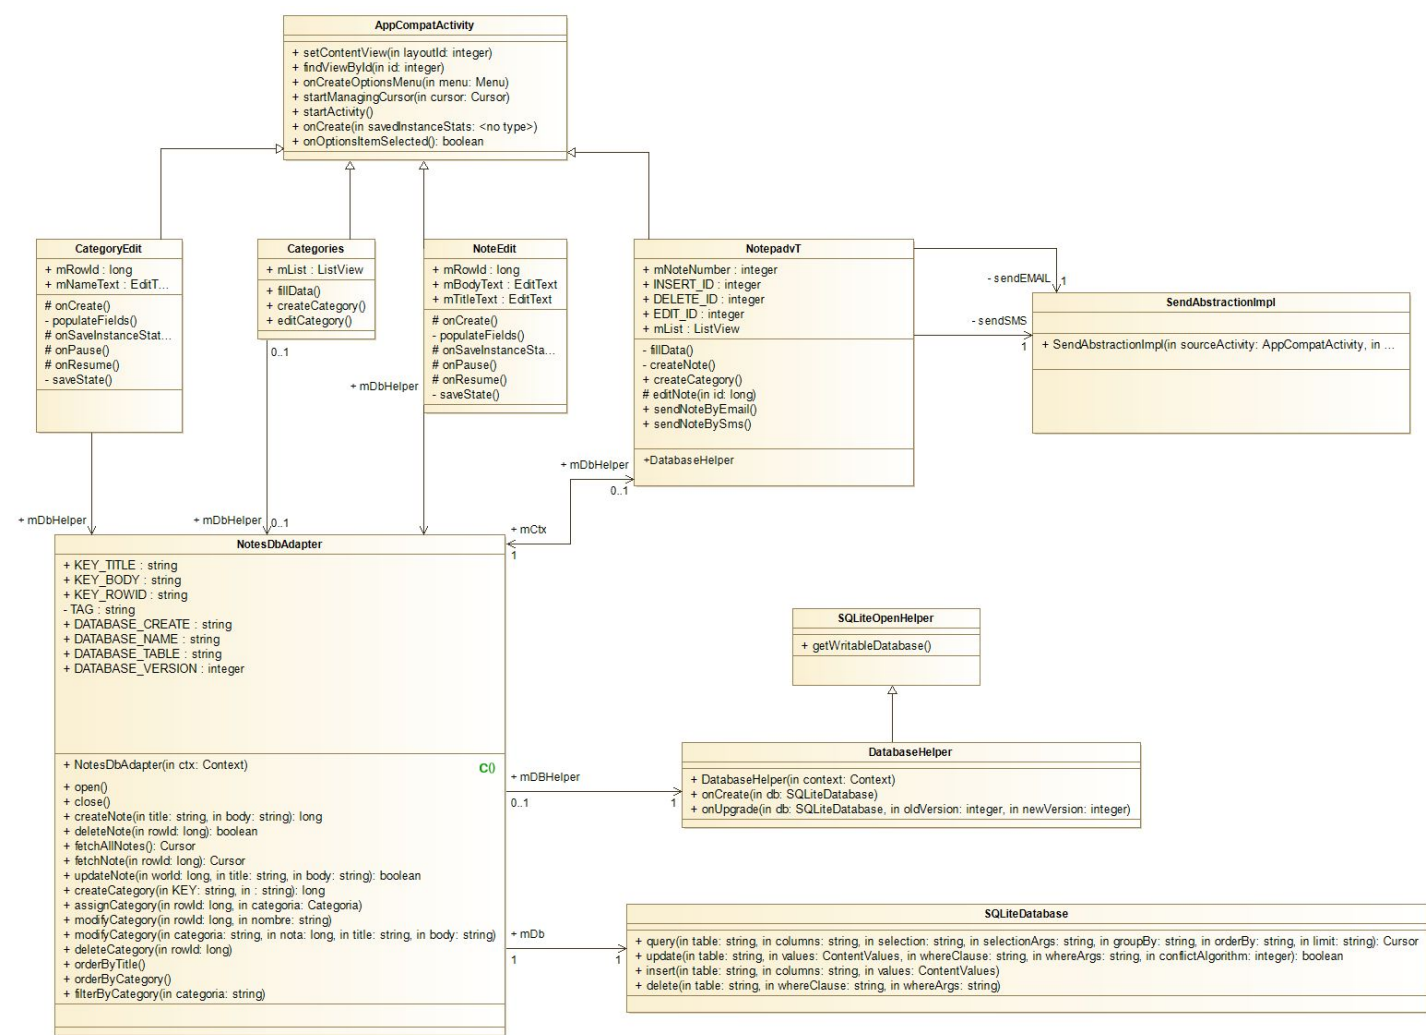 AppCompatActivity
+ setContentView(in layoutId: integer)
+ findViewById(in id: integer)
+ onCreateOptionsMenu(in menu: Menu)
+ startManagingCursor(in cursor: Cursor)
+ startActivity()
+ onCreate(in savedInstanceStats: <no type>)
+ onOptionsItemSelected(): boolean
CategoryEdit
+ mRowId : long
+ mNameText : EditT...
# onCreate()
- populateFields()
# onSaveInstanceStat...
# onPause()
# onResume()
- saveState()
Categories
+ mList : ListView
+ fillData()
+ createCategory()
+ editCategory()
0..1
NoteEdit
+ mRowId : long
+ mBodyText : EditText
+ mTitleText : EditText
# onCreate()
- populateFields()
# onSaveInstanceSta...
# onPause()
# onResume()
- saveState()
+ mDbHelper
NotepadvT
+ mNoteNumber : integer
+ INSERT_ID : integer
+ DELETE_ID : integer
+ EDIT_ID : integer
+ mList : ListView
- fillData()
- createNote()
+ createCategory()
# editNote(in id: long)
+ sendNoteByEmail()
+ sendNoteBySms()
+DatabaseHelper
- sendEMAIL
1
- sendSMS
1
SendAbstractionImpl
+ SendAbstractionImpl(in sourceActivity: AppCompatActivity, in ...
+ mDbHelper
0..1
+ mCtx
1
+ mDbHelper
+ mDbHelper
0..1
NotesDbAdapter
+ KEY_TITLE : string
+ KEY_BODY : string
+ KEY_ROWID : string
- TAG : string
+ DATABASE_CREATE : string
+ DATABASE_NAME : string
+ DATABASE_TABLE : string
+ DATABASE_VERSION : integer
+ NotesDbAdapter(in ctx: Context)
C()
+ open()
+ close()
+ createNote(in title: string, in body: string): long
+ deleteNote(in rowId: long): boolean
+ fetchAllNotes(): Cursor
+ fetchNote(in rowId: long): Cursor
+ updateNote(in world: long, in title: string, in body: string): boolean
+ createCategory(in KEY: string, in : string): long
+ assignCategory(in rowId: long, in categoria: Categoria)
+ modifyCategory(in rowId: long, in nombre: string)
+ modifyCategory(in categoria: string, in nota: long, in title: string, in body: string)
+ deleteCategory(in rowId: long)
+ orderByTitle()
+ orderByCategory()
+ filterByCategory(in categoria: string)
SQLiteOpenHelper
+ getWritableDatabase()
+ mDBHelper
0..1
1
DatabaseHelper
+ DatabaseHelper(in context: Context)
+ onCreate(in db: SQLiteDatabase)
+ onUpgrade(in db: SQLiteDatabase, in oldVersion: integer, in newVersion: integer)
+ mDb
1
1
SQLiteDatabase
+ query(in table: string, in columns: string, in selection: string, in selectionArgs: string, in groupBy: string, in orderBy: string, in limit: string): Cursor
+ update(in table: string, in values: ContentValues, in whereClause: string, in whereArgs: string, in conflictAlgorithm: integer): boolean
+ insert(in table: string, in columns: string, in values: ContentValues)
+ delete(in table: string, in whereClause: string, in whereArgs: string)